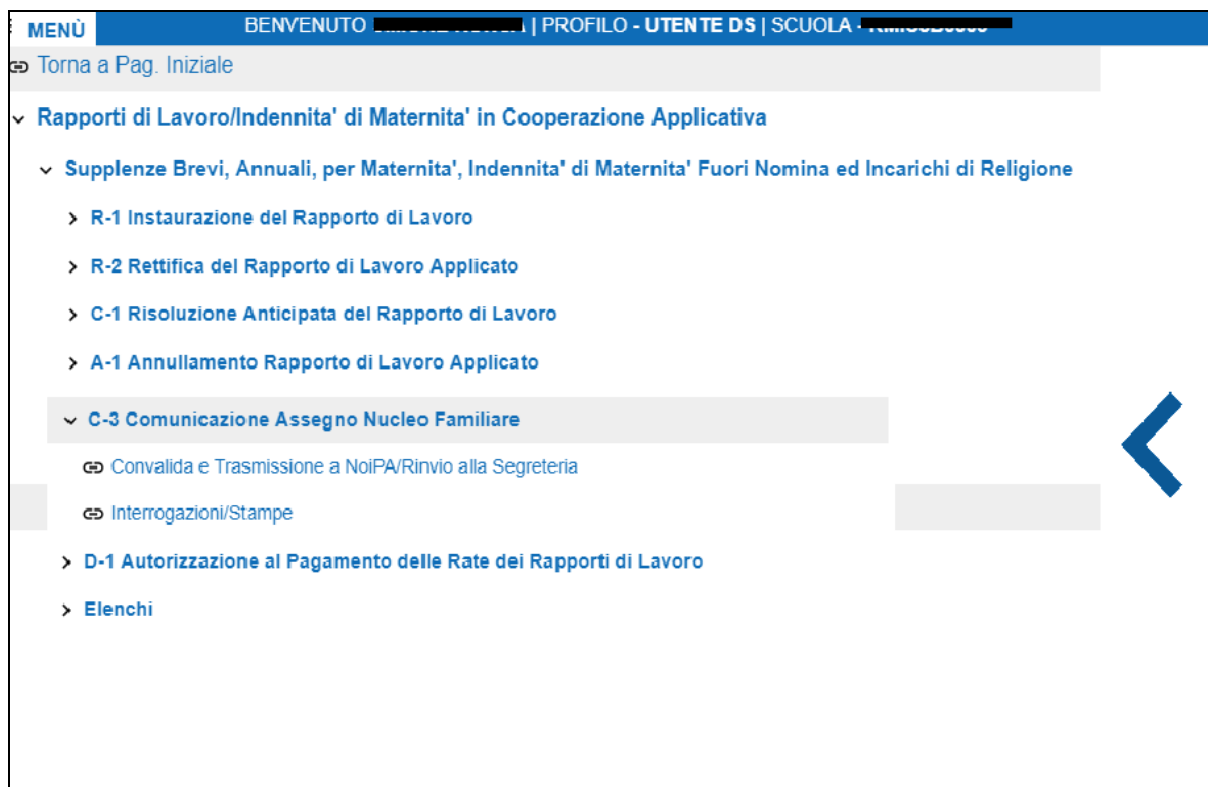 MENÙ
BENVENUTO | PROFILO - UTENTE DS | SCUOLA -
Torna a Pag. Iniziale
Rapporti di Lavoro/Indennita' di Maternita' in Cooperazione Applicativa
Supplenze Brevi, Annuali, per Maternita', Indennita' di Maternita' Fuori Nomina ed Incarichi di Religione
R-1 Instaurazione del Rapporto di Lavoro
R-2 Rettifica del Rapporto di Lavoro Applicato
C-1 Risoluzione Anticipata del Rapporto di Lavoro
A-1 Annullamento Rapporto di Lavoro Applicato
C-3 Comunicazione Assegno Nucleo Familiare
Convalida e Trasmissione a NoiPA/Rinvio alla Segreteria
Interrogazioni/Stampe
D-1 Autorizzazione al Pagamento delle Rate dei Rapporti di Lavoro
Elenchi